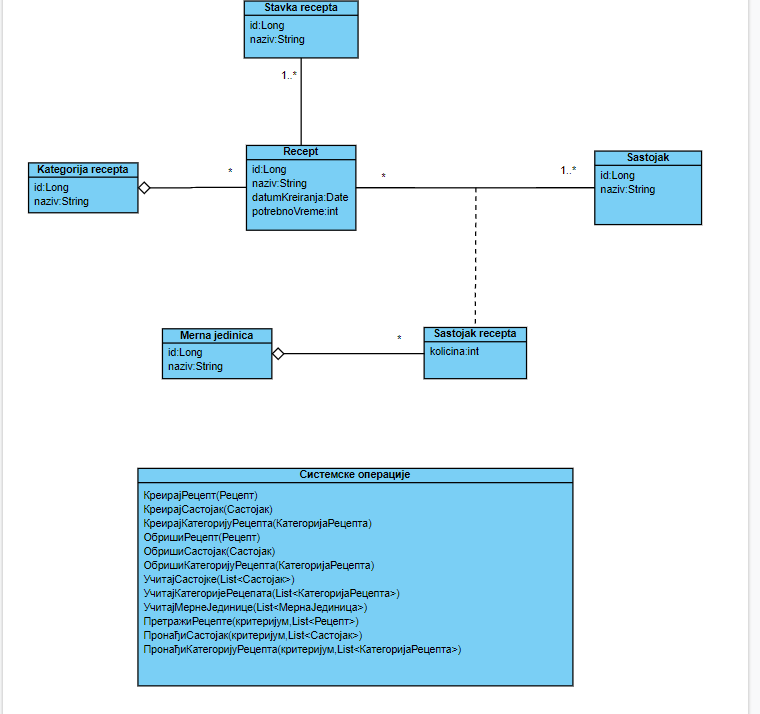 Stavka recepta
id:Long
naziv:String
1..*
Kategorija recepta
id:Long
naziv:String
*
Recept
id:Long
naziv:String
datumKreiranja:Date
potrebnoVreme:int
*
1..*
Sastojak
id:Long
naziv:String
Merna jedinica
id:Long
naziv:String
*
Sastojak recepta
kolicina:int
Системске операције
КреирајРецепт(Рецепт)
КреирајСастојак(Састојак)
КреирајКатегоријуРецепта(КатегоријаРецепта)
ОбришиРецепт(Рецепт)
ОбришиСастојак(Састојак)
ОбришиКатегоријуРецепта(КатегоријаРецепта)
УчитајСастојке(List<Састојак>)
УчитајКатегоријеРецепата(List<КатегоријаРецепта>)
УчитајМернеЈединице(List<МернаЈединица>)
ПретражиРецепте(критеријум,List<Рецепт>)
ПронађиСастојак(критеријум,List<Састојак>)
ПронађиКатегоријуРецепта(критеријум,List<КатегоријаРецепта>)